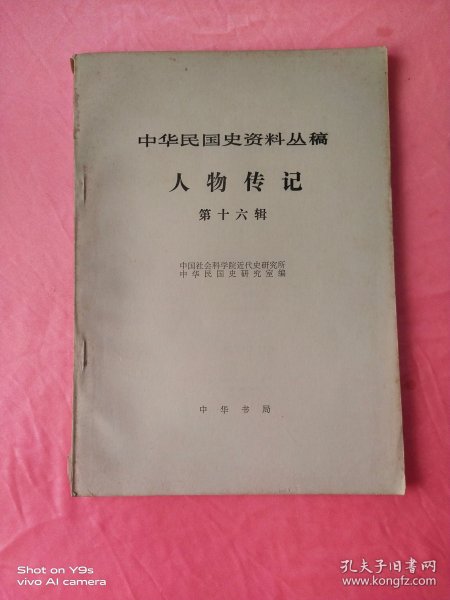 中华民国史资料丛稿
人物传记
第十六辑
中国社会科学院近代史研究所
中华民国史研究室编
中华书局
Shot on Y9s
vivo AI camera
孔夫子旧书网
www.kongfz.com